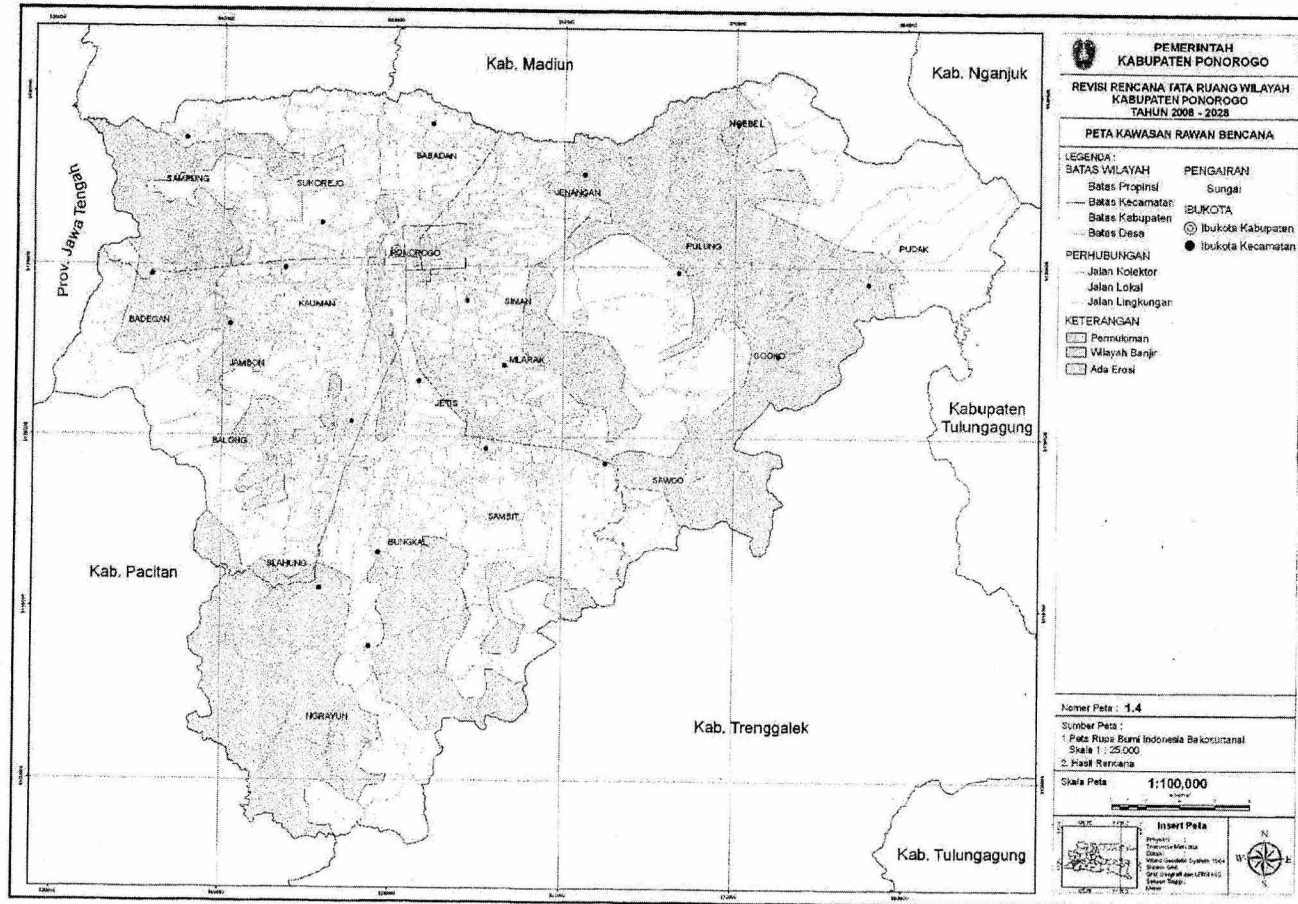 Kab. Madiun
Kab. Nganjuk
Prov. Jawa Tengah
NGEBEL
BABADAN
SAMPUNG
SUKOREJO
JENANGAN
PULUNG
PUDAK
PONOROGO
KAUMAN
SIMAN
BADEGAN
JAMBON
MLARAK
SOOKO
JETIS
BALONG
Kabupaten
Tulungagung
SAWOO
SAMBIT
BUNGKAL
SLAHUNG
Kab. Pacitan
NGRAYUN
Kab. Trenggalek
Kab. Tulungagung
PEMERINTAH
KABUPATEN PONOROGO
REVISI RENCANA TATA RUANG WILAYAH
KABUPATEN PONOROGO
TAHUN 2008 - 2028
PETA KAWASAN RAWAN BENCANA
LEGENDA :
BATAS WILAYAH
Batas Propinsi
Batas Kecamatan
Batas Kabupaten
Batas Desa
PERHUBUNGAN
Jalan Kolektor
Jalan Lokal
Jalan Lingkungan
KETERANGAN
Permukiman
Wilayah Banjir
Ada Erosi
PENGAIRAN
Sungai
IBUKOTA
Ibukota Kabupaten
Ibukota Kecamatan
Nomer Peta : 1.4
Sumber Peta :
1. Peta Rupa Bumi Indonesia Bakosurtanal
Skala 1 : 25.000
2. Hasil Rencana
Skala Peta 1:100,000
Insert Peta
N
W
E
S